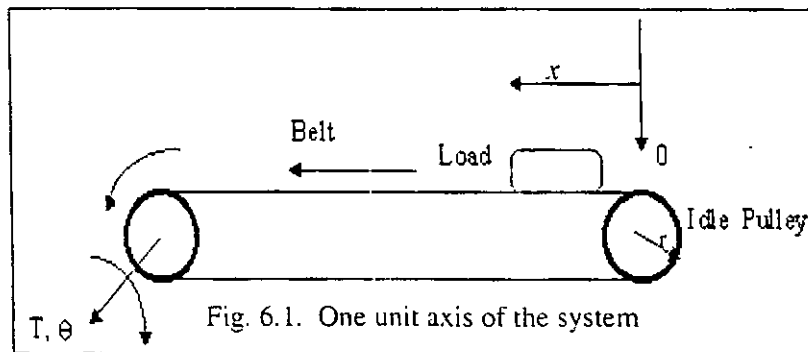 x
Belt
Load
0
Idle Pulley
r
T, θ
Fig. 6.1. One unit axis of the system